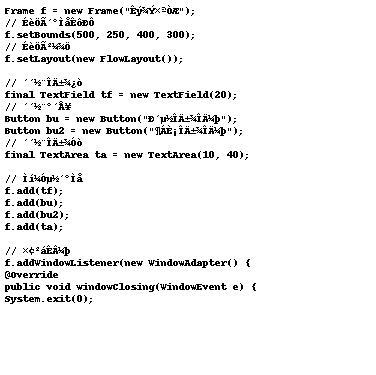 Frame f = new Frame("Êý¾Ý×ªÒÆ");
// ÉèÖÃ´°ÌåÊôÐÔ
f.setBounds(500, 250, 400, 300);
// ÉèÖÃ²¼¾Ö
f.setLayout(new FlowLayout());
// ´´½¨ÎÄ±¾¿ò
final TextField tf = new TextField(20);
// ´´½¨°´Å¥
Button bu = new Button("Ð´µ½ÎÄ±¾ÎÄ¼þ");
Button bu2 = new Button("¶ÁÈ¡ÎÄ±¾ÎÄ¼þ");
// ´´½¨ÎÄ±¾Óò
final TextArea ta = new TextArea(10, 40);
// Ìí¼Óµ½´°Ìå
f.add(tf);
f.add(bu);
f.add(bu2);
f.add(ta);
// ×¢²áÊÂ¼þ
f.addWindowListener(new WindowAdapter() {
@Override
public void windowClosing(WindowEvent e) {
System.exit(0);